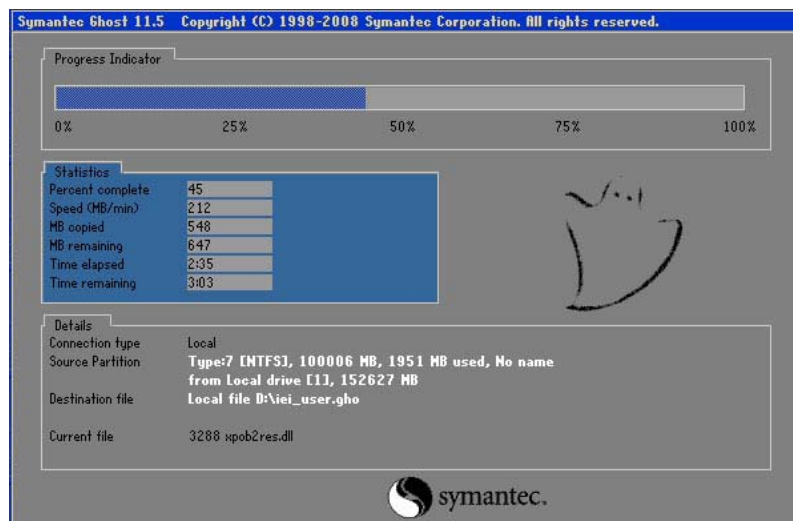 Symantec Ghost 11.5 Copyright (C) 1998-2008 Symantec Corporation. All rights reserved.
Progress Indicator
0% 25% 50% 75% 100%
Statistics
Percent complete 45
Speed (MB/min) 212
MB copied 548
MB remaining 647
Time elapsed 2:35
Time remaining 3:03
Details
Connection type Local
Source Partition Type:7 [NTFS], 100006 MB, 1951 MB used, No name
from Local drive [1], 152627 MB
Destination file Local file D:\iei_user.gho
Current file 3288 xpob2res.dll
symantec.